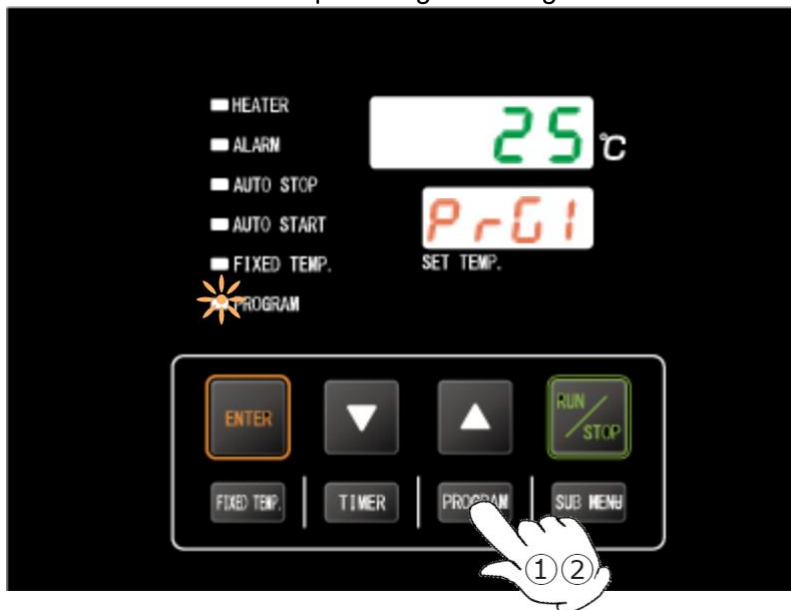 HEATER
ALARM
AUTO STOP
AUTO START
FIXED TEMP.
PROGRAM
25 ℃
PrG1
SET TEMP.
ENTER
RUN/STOP
FIXED TEMP.
TIMER
PROGRAM
SUB MENU
①②